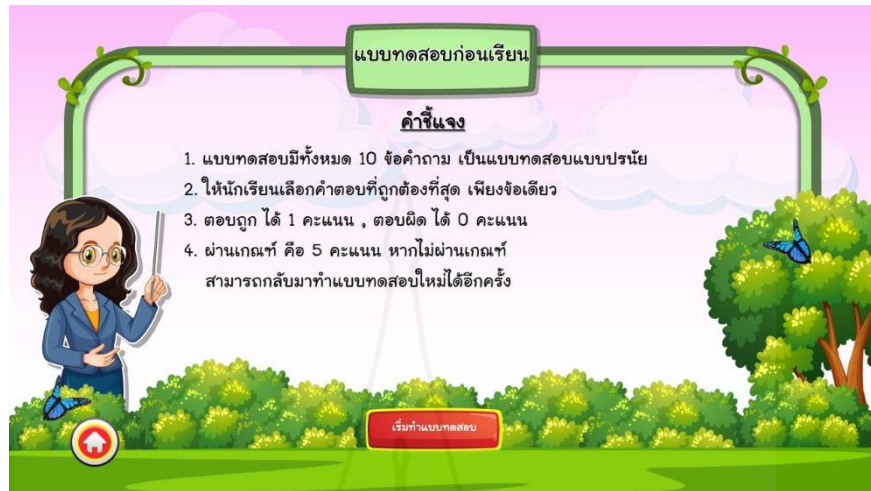 แบบทดสอบก่อนเรียน
คำชี้แจง
1. แบบทดสอบมีทั้งหมด 10 ข้อคำถาม เป็นแบบทดสอบแบบปรนัย
2. ให้นักเรียนเลือกคำตอบที่ถูกต้องที่สุด เพียงข้อเดียว
3. ตอบถูก ได้ 1 คะแนน , ตอบผิด ได้ 0 คะแนน
4. ผ่านเกณฑ์ คือ 5 คะแนน หากไม่ผ่านเกณฑ์
สามารถกลับมาทำแบบทดสอบใหม่ได้อีกครั้ง
เริ่มทำแบบทดสอบ